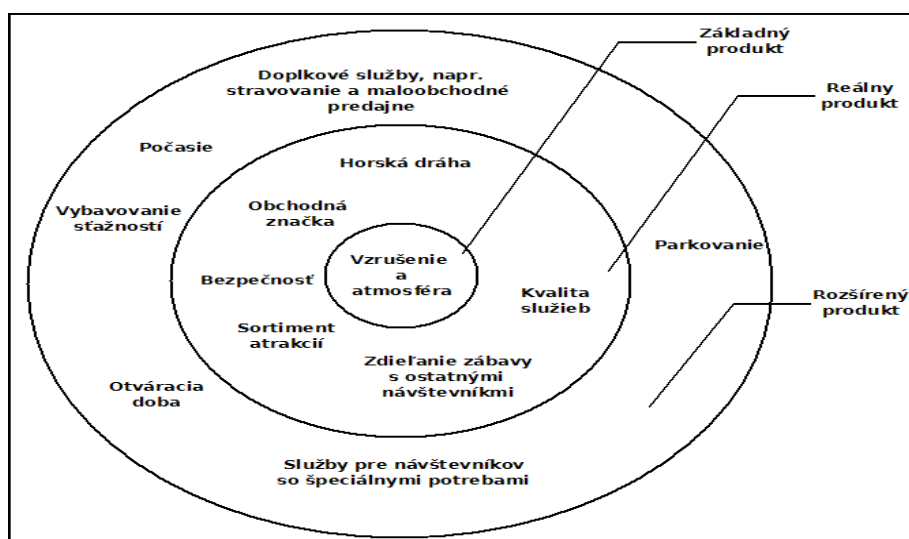 Základný
produkt
Doplkové služby, napr.
stravovanie a maloobchodné
predajne
Reálny
produkt
Počasie
Horská dráha
Obchodná
značka
Vybavovanie
sťažností
Parkovanie
Vzrušenie
a
atmosféra
Bezpečnosť
Kvalita
služieb
Rozšírený
produkt
Sortiment
atrakcií
Zdieľanie zábavy
s ostatnými
návštevníkmi
Otváracia
doba
Služby pre návštevníkov
so špeciálnymi potrebami